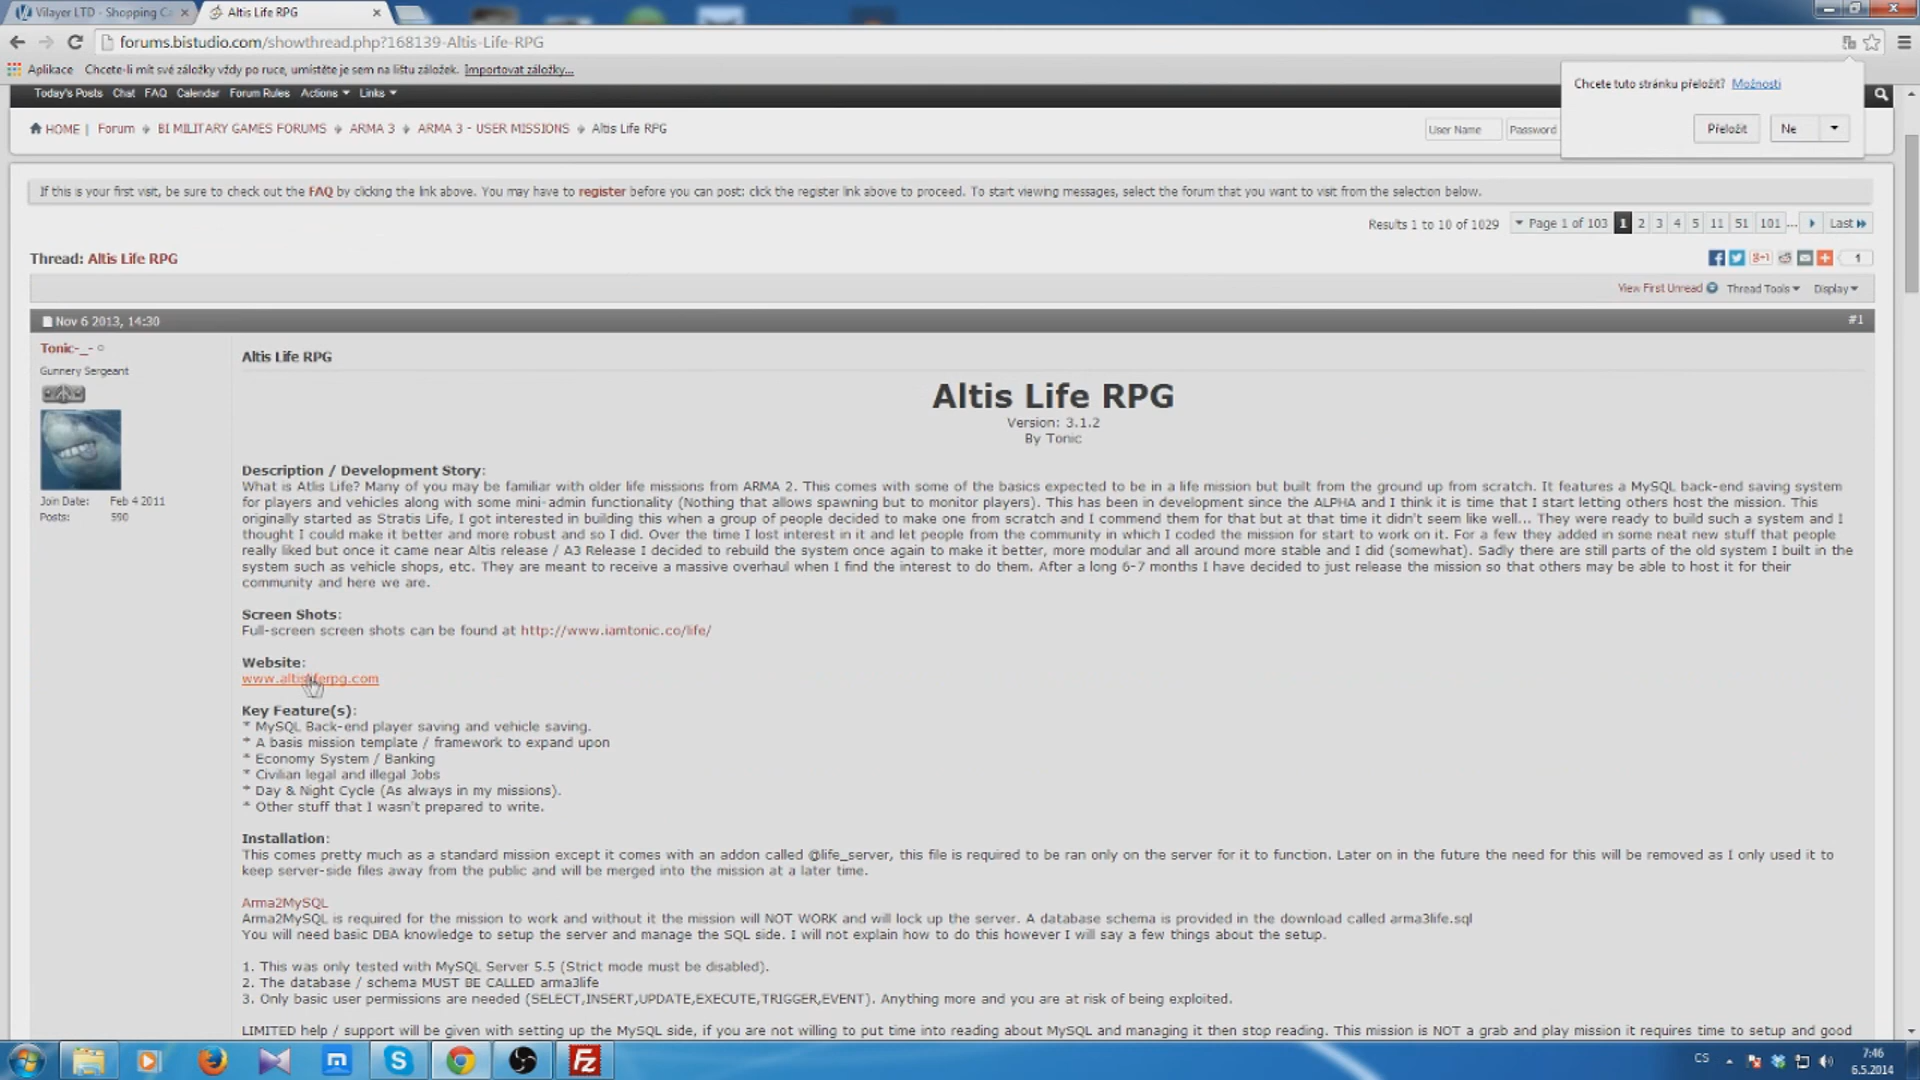 Vilayer LTD - Shopping Ca
Altis Life RPG
forums.bistudio.com/showthread.php?168139-Altis-Life-RPG
Aplikace
Chcete-li mít své záložky vždy po ruce, umístěte je sem na lištu záložek. Importovat záložky...
Chcete tuto stránku přeložit? Možnosti
Přeložit
Ne
Today's Posts Chat FAQ Calendar Forum Rules Actions Links
HOME | Forum BI MILITARY GAMES FORUMS ARMA 3 ARMA 3 - USER MISSIONS Altis Life RPG
User Name
Password
If this is your first visit, be sure to check out the FAQ by clicking the link above. You may have to register before you can post: click the register link above to proceed. To start viewing messages, select the forum that you want to visit from the selection below.
Results 1 to 10 of 1029
Page 1 of 103 1 2 3 4 5 11 51 101 ... Last
Thread: Altis Life RPG
1
View First Unread Thread Tools Display
Nov 6 2013, 14:30
#1
Tonic-_-
Gunnery Sergeant
Join Date: Feb 4 2011
Posts: 590
Altis Life RPG
Altis Life RPG
Version: 3.1.2
By Tonic
Description / Development Story:
What is Atlis Life? Many of you may be familiar with older life missions from ARMA 2. This comes with some of the basics expected to be in a life mission but built from the ground up from scratch. It features a MySQL back-end saving system
for players and vehicles along with some mini-admin functionality (Nothing that allows spawning but to monitor players). This has been in development since the ALPHA and I think it is time that I start letting others host the mission. This
originally started as Stratis Life, I got interested in building this when a group of people decided to make one from scratch and I commend them for that but at that time it didn't seem like well... They were ready to build such a system and I
thought I could make it better and more robust and so I did. Over the time I lost interest in it and let people from the community in which I coded the mission for start to work on it. For a few they added in some neat new stuff that people
really liked but once it came near Altis release / A3 Release I decided to rebuild the system once again to make it better, more modular and all around more stable and I did (somewhat). Sadly there are still parts of the old system I built in the
system such as vehicle shops, etc. They are meant to receive a massive overhaul when I find the interest to do them. After a long 6-7 months I have decided to just release the mission so that others may be able to host it for their
community and here we are.
Screen Shots:
Full-screen screen shots can be found at http://www.iamtonic.co/life/
Website:
www.altisliferpg.com
Key Feature(s):
* MySQL Back-end player saving and vehicle saving.
* A basis mission template / framework to expand upon
* Economy System / Banking
* Civilian legal and illegal Jobs
* Day & Night Cycle (As always in my missions).
* Other stuff that I wasn't prepared to write.
Installation:
This comes pretty much as a standard mission except it comes with an addon called @life_server, this file is required to be ran only on the server for it to function. Later on in the future the need for this will be removed as I only used it to
keep server-side files away from the public and will be merged into the mission at a later time.
Arma2MySQL
Arma2MySQL is required for the mission to work and without it the mission will NOT WORK and will lock up the server. A database schema is provided in the download called arma3life.sql
You will need basic DBA knowledge to setup the server and manage the SQL side. I will not explain how to do this however I will say a few things about the setup.
1. This was only tested with MySQL Server 5.5 (Strict mode must be disabled).
2. The database / schema MUST BE CALLED arma3life
3. Only basic user permissions are needed (SELECT,INSERT,UPDATE,EXECUTE,TRIGGER,EVENT). Anything more and you are at risk of being exploited.
LIMITED help / support will be given with setting up the MySQL side, if you are not willing to put time into reading about MySQL and managing it then stop reading. This mission is NOT a grab and play mission it requires time to setup and good
CS
7:46
6.5.2014